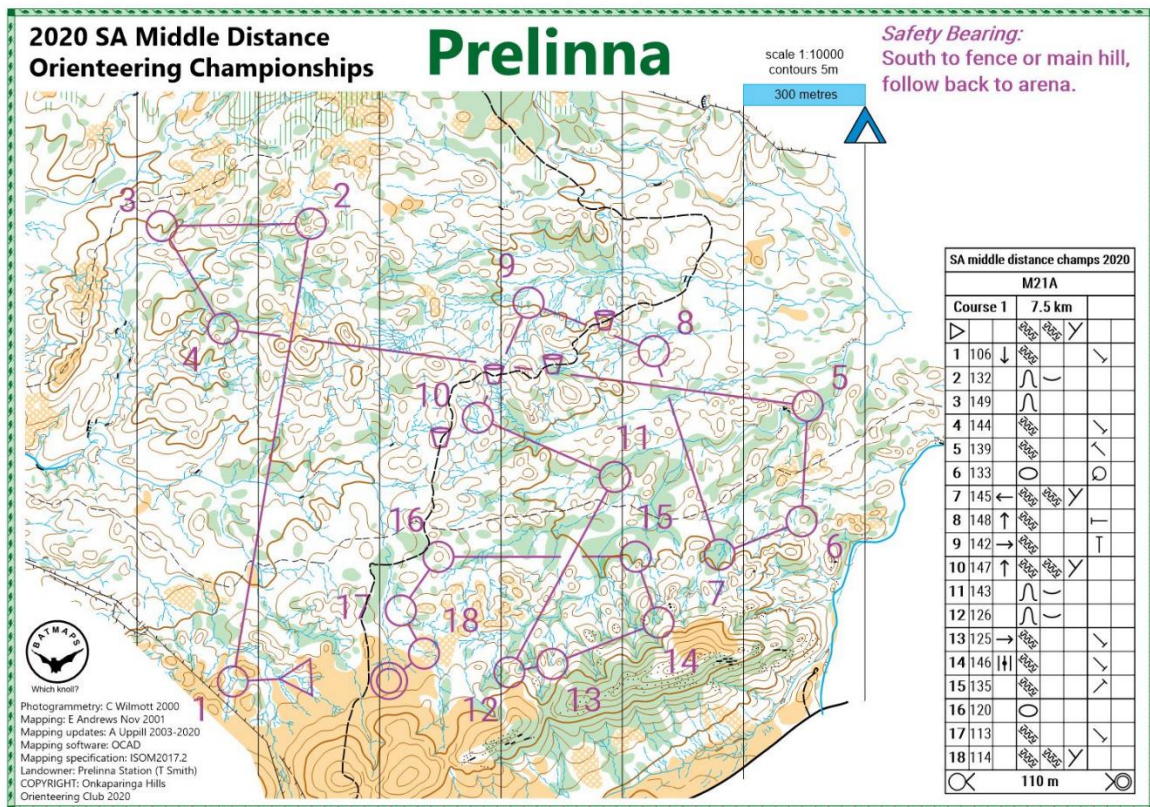 2020 SA Middle Distance
Orienteering Championships
Prelinna
scale 1:10000
contours 5m
300 metres
Safety Bearing:
South to fence or main hill,
follow back to arena.
3
2
9
8
4
5
10
11
16
15
6
7
17
18
14
13
12
1
SA middle distance champs 2020
M21A
Course 1 7.5 km
1 106
2 132
3 149
4 144
5 139
6 133
7 145
8 148
9 142
10 147
11 143
12 126
13 125
14 146
15 135
16 120
17 113
18 114
110 m
BATMAPS
Which knoll?
Photogrammetry: C Wilmott 2000
Mapping: E Andrews Nov 2001
Mapping updates: A Uppill 2003-2020
Mapping software: OCAD
Mapping specification: ISOM2017.2
Landowner: Prelinna Station (T Smith)
COPYRIGHT: Onkaparinga Hills
Orienteering Club 2020